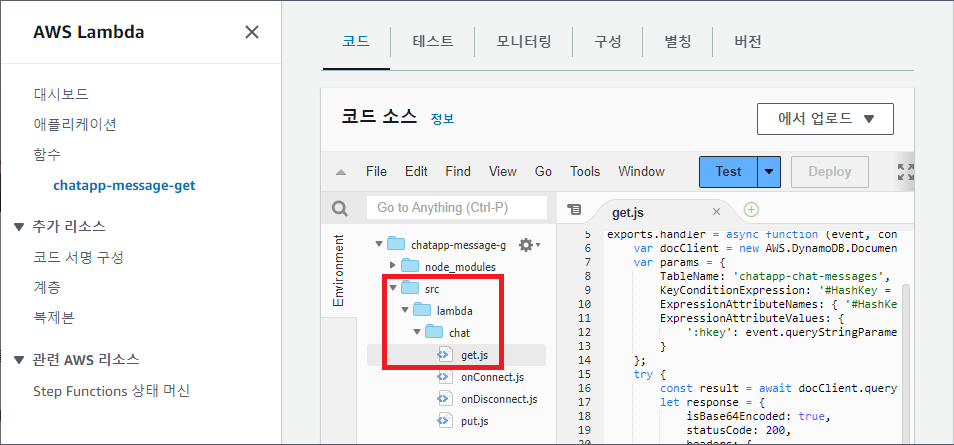 AWS Lambda
대시보드
애플리케이션
함수
chatapp-message-get
추가 리소스
코드 서명 구성
계층
복제본
관련 AWS 리소스
Step Functions 상태 머신
코드 테스트 모니터링 구성 별칭 버전
코드 소스 정보 에서 업로드
File Edit Find View Go Tools Window Test Deploy
Go to Anything (Ctrl-P)
Environment
chatapp-message-g
node_modules
src
lambda
chat
get.js
onConnect.js
onDisconnect.js
put.js
get.js
5 exports.handler = async function (event, con
6 var docClient = new AWS.DynamoDB.Documen
7 var params = {
8 TableName: 'chatapp-chat-messages',
9 KeyConditionExpression: '#HashKey =
10 ExpressionAttributeNames: { '#HashKe
11 ExpressionAttributeValues: {
12 ':hkey': event.queryStringParame
13 }
14 };
15 try {
16 const result = await docClient.query
17 let response = {
18 isBase64Encoded: true,
19 statusCode: 200,
20 headers: {